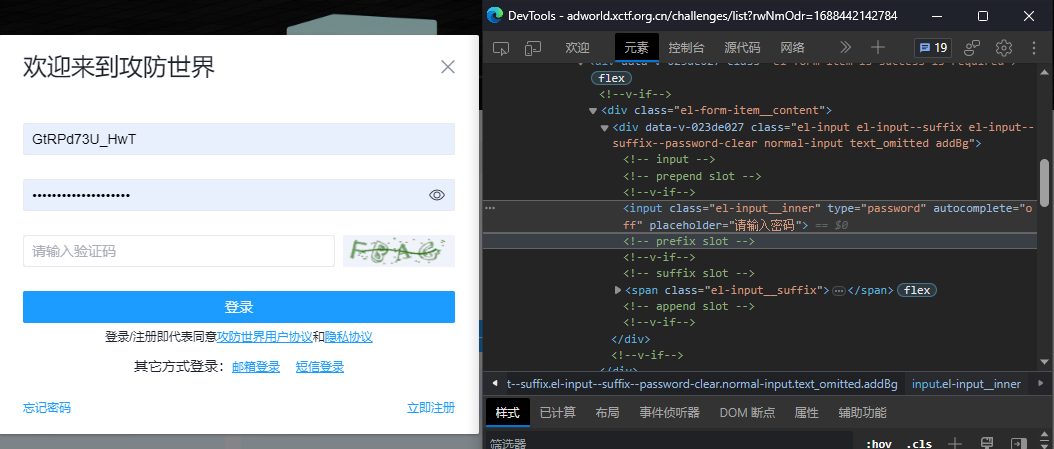 欢迎来到攻防世界
GtRPd73U_HwT
••••••••••••••••••••
请输入验证码
登录
登录/注册即代表同意攻防世界用户协议和隐私协议
其它方式登录: 邮箱登录 短信登录
忘记密码 立即注册
DevTools - adworld.xctf.org.cn/challenges/list?rwNmOdr=1688442142784
欢迎 元素 控制台 源代码 网络 19
flex
<!--v-if-->
<div class="el-form-item__content">
<div data-v-023de027 class="el-input el-input--suffix el-input--
suffix--password-clear normal-input text_omitted addBg">
<!-- input -->
<!-- prepend slot -->
<!--v-if-->
<input class="el-input__inner" type="password" autocomplete="o
ff" placeholder="请输入密码"> == $0
<!-- prefix slot -->
<!--v-if-->
<!-- suffix slot -->
<span class="el-input__suffix">…</span> flex
<!-- append slot -->
<!--v-if-->
</div>
<!--v-if-->
</div>
t--suffix.el-input--suffix--password-clear.normal-input.text_omitted.addBg input.el-input__inner
样式 已计算 布局 事件侦听器 DOM 断点 属性 辅助功能
筛选器 :hov .cls